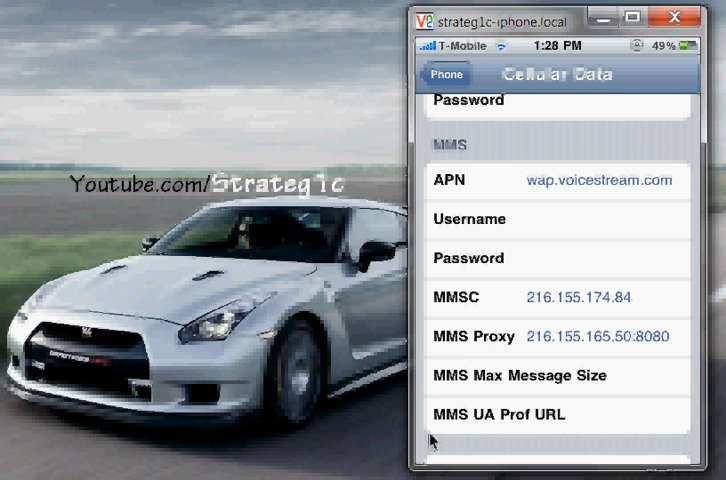 Youtube.com/Strateg1c
strateg1c-iphone.local
T-Mobile 1:28 PM 49%
Phone Cellular Data
Password
MMS
APN wap.voicestream.com
Username
Password
MMSC 216.155.174.84
MMS Proxy 216.155.165.50:8080
MMS Max Message Size
MMS UA Prof URL